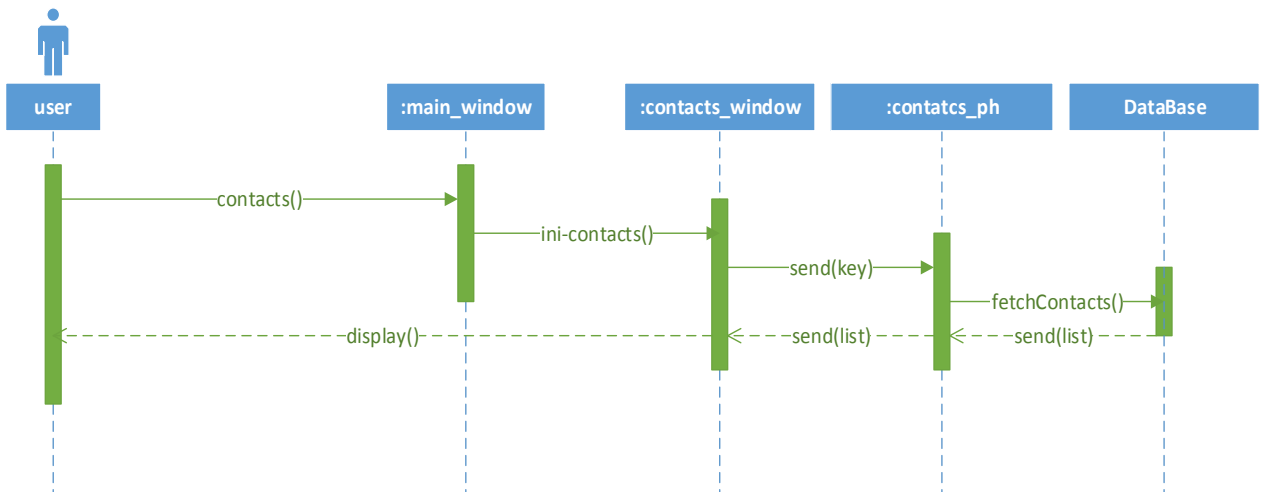 user
:main_window
:contacts_window
:contatcs_ph
DataBase
contacts()
ini-contacts()
send(key)
fetchContacts()
display()
send(list)
send(list)